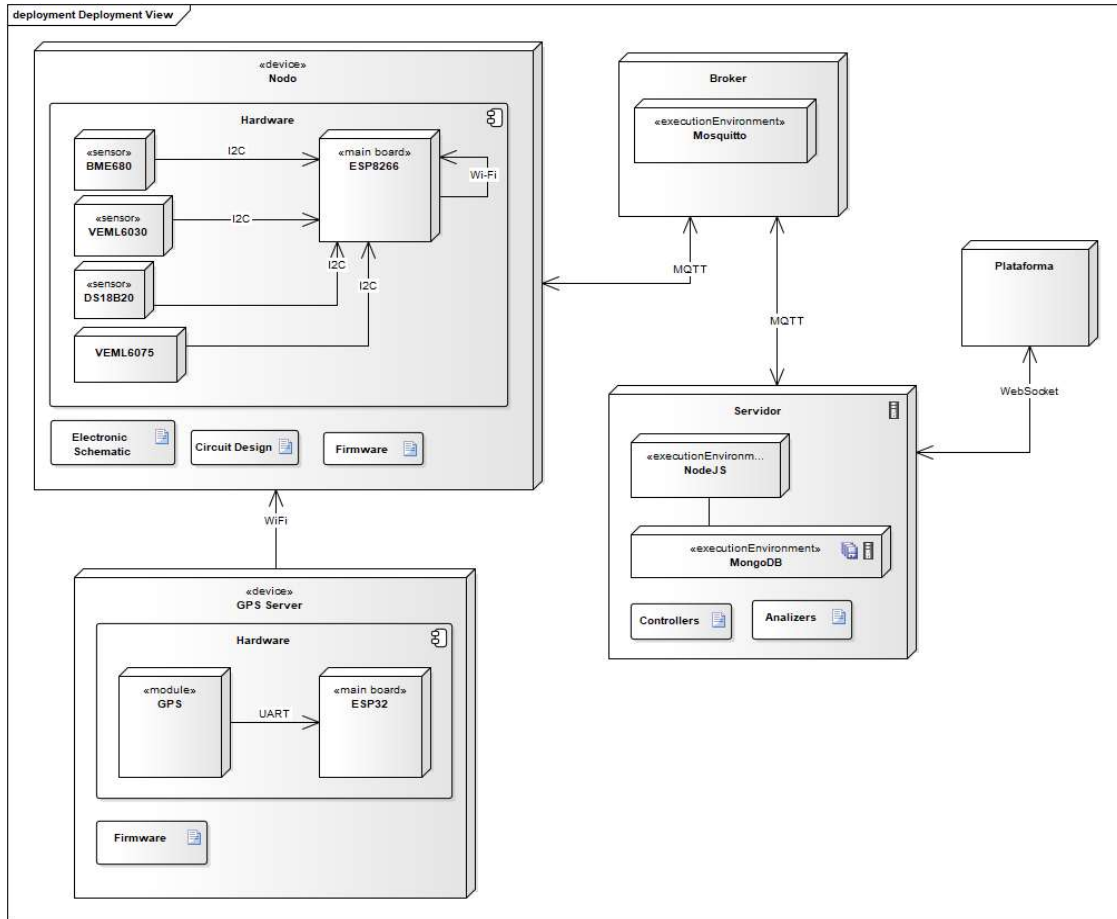 deployment Deployment View
«device»
Nodo
Hardware
«sensor»
BME680
I2C
«main board»
ESP8266
Wi-Fi
«sensor»
VEML6030
I2C
«sensor»
DS18B20
I2C
VEML6075
I2C
Electronic
Schematic
Circuit Design
Firmware
WiFi
«device»
GPS Server
Hardware
«module»
GPS
UART
«main board»
ESP32
Firmware
Broker
«executionEnvironment»
Mosquitto
MQTT
MQTT
Plataforma
WebSocket
Servidor
«executionEnvironm...
NodeJS
«executionEnvironment»
MongoDB
Controllers
Analizers